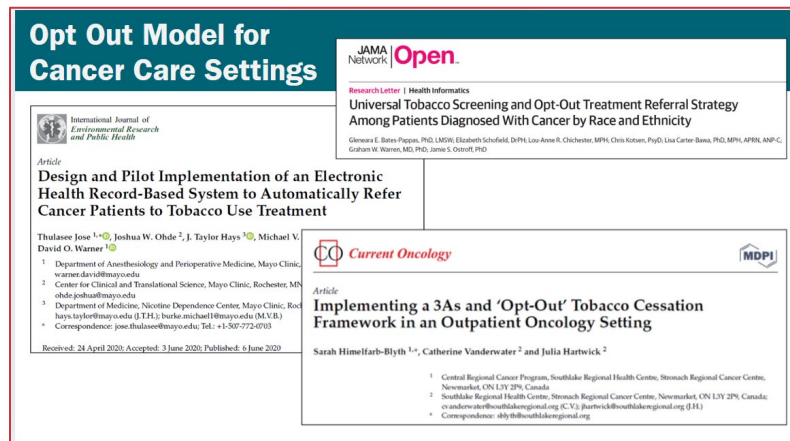 Opt Out Model for
Cancer Care Settings
JAMA
Network | Open™
Research Letter | Health Informatics
Universal Tobacco Screening and Opt-Out Treatment Referral Strategy
Among Patients Diagnosed With Cancer by Race and Ethnicity
Gleneara E. Bates-Pappas, PhD, LMSW; Elizabeth Schofield, DrPH; Lou-Anne R. Chichester, MPH; Chris Kotsen, PsyD; Lisa Carter-Bawa, PhD, MPH, APRN, ANP-C;
Graham W. Warren, MD, PhD; Jamie S. Ostroff, PhD
International Journal of
Environmental Research
and Public Health
Article
Design and Pilot Implementation of an Electronic
Health Record-Based System to Automatically Refer
Cancer Patients to Tobacco Use Treatment
Thulasee Jose 1,*, Joshua W. Ohde 2, J. Taylor Hays 3, Michael V.
David O. Warner 1
1 Department of Anesthesiology and Perioperative Medicine, Mayo Clinic,
warner.david@mayo.edu
2 Center for Clinical and Translational Science, Mayo Clinic, Rochester, MN
ohde.joshua@mayo.edu
3 Department of Medicine, Nicotine Dependence Center, Mayo Clinic,
hays.taylor@mayo.edu (J.T.H.); burke.michael1@mayo.edu (M.V.B.)
* Correspondence: jose.thulasee@mayo.edu; Tel.: +1-507-772-0703
Received: 24 April 2020; Accepted: 3 June 2020; Published: 6 June 2020
CO Current Oncology
MDPI
Article
Implementing a 3As and ‘Opt-Out’ Tobacco Cessation
Framework in an Outpatient Oncology Setting
Sarah Himelfarb-Blyth 1,*, Catherine Vanderwater 2 and Julia Hartwick 2
1 Central Regional Cancer Program, Southlake Regional Health Centre, Stronach Regional Cancer Centre,
Newmarket, ON L3Y 2P9, Canada
2 Southlake Regional Health Centre, Stronach Regional Cancer Centre, Newmarket, ON L3Y 2P9, Canada;
cvanderwater@southlakeregional.org (C.V.); jhartwick@southlakeregional.org (J.H.)
* Correspondence: sblyth@southlakeregional.org